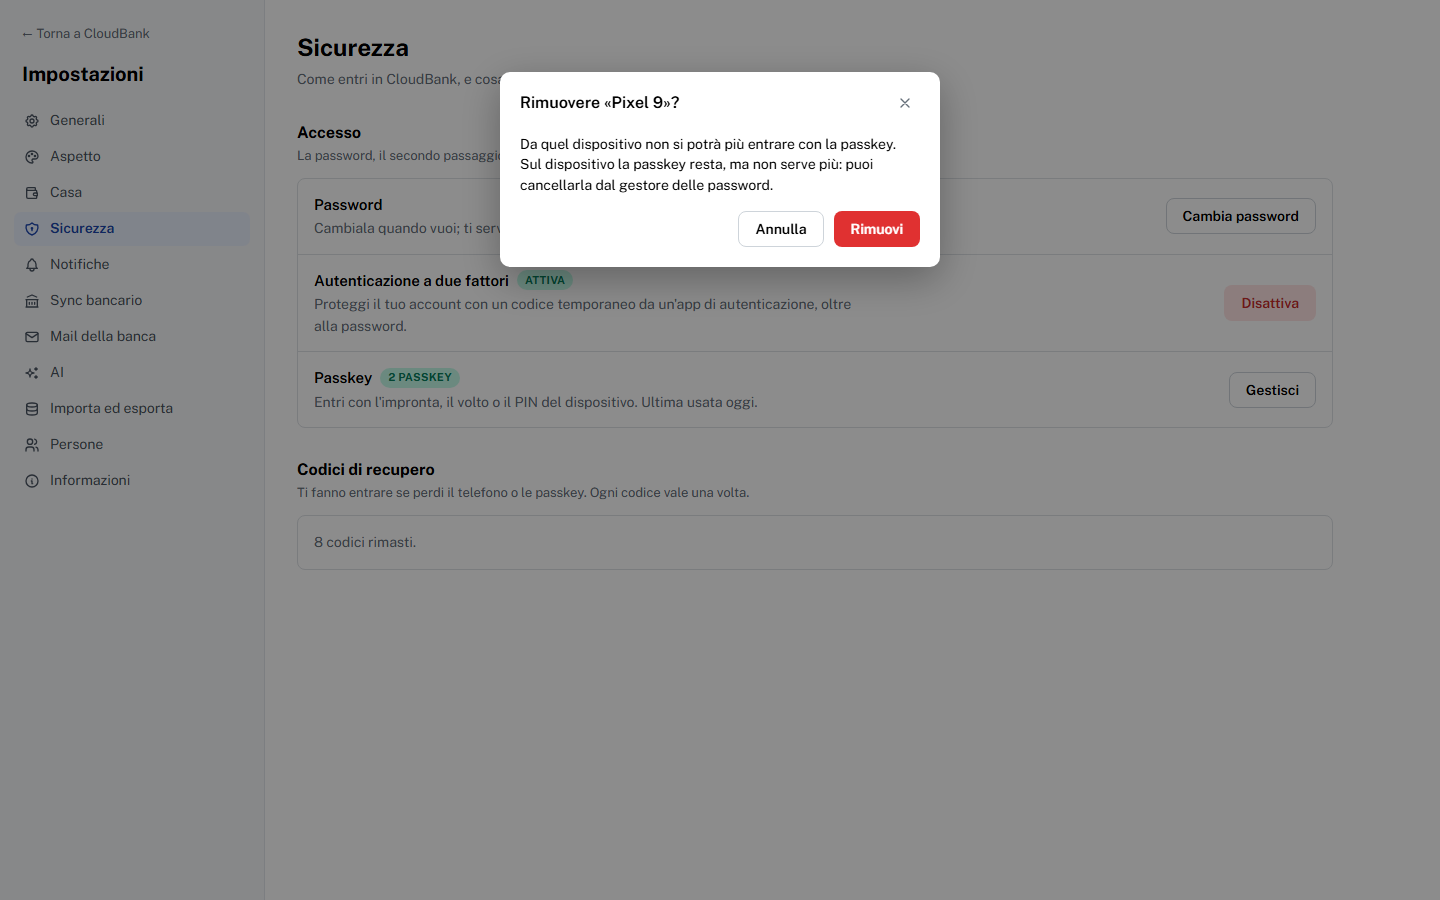 ← Torna a CloudBank
Impostazioni
Generali
Aspetto
Casa
Sicurezza
Notifiche
Sync bancario
Mail della banca
AI
Importa ed esporta
Persone
Informazioni
Sicurezza
Come entri in CloudBank, e cosa
Accesso
La password, il secondo passaggio
Password
Cambiala quando vuoi; ti serv
Cambia password
Rimuovere «Pixel 9»?
Da quel dispositivo non si potrà più entrare con la passkey.
Sul dispositivo la passkey resta, ma non serve più: puoi
cancellarla dal gestore delle password.
Annulla
Rimuovi
Autenticazione a due fattori ATTIVA
Proteggi il tuo account con un codice temporaneo da un'app di autenticazione, oltre
alla password.
Disattiva
Passkey 2 PASSKEY
Entri con l'impronta, il volto o il PIN del dispositivo. Ultima usata oggi.
Gestisci
Codici di recupero
Ti fanno entrare se perdi il telefono o le passkey. Ogni codice vale una volta.
8 codici rimasti.